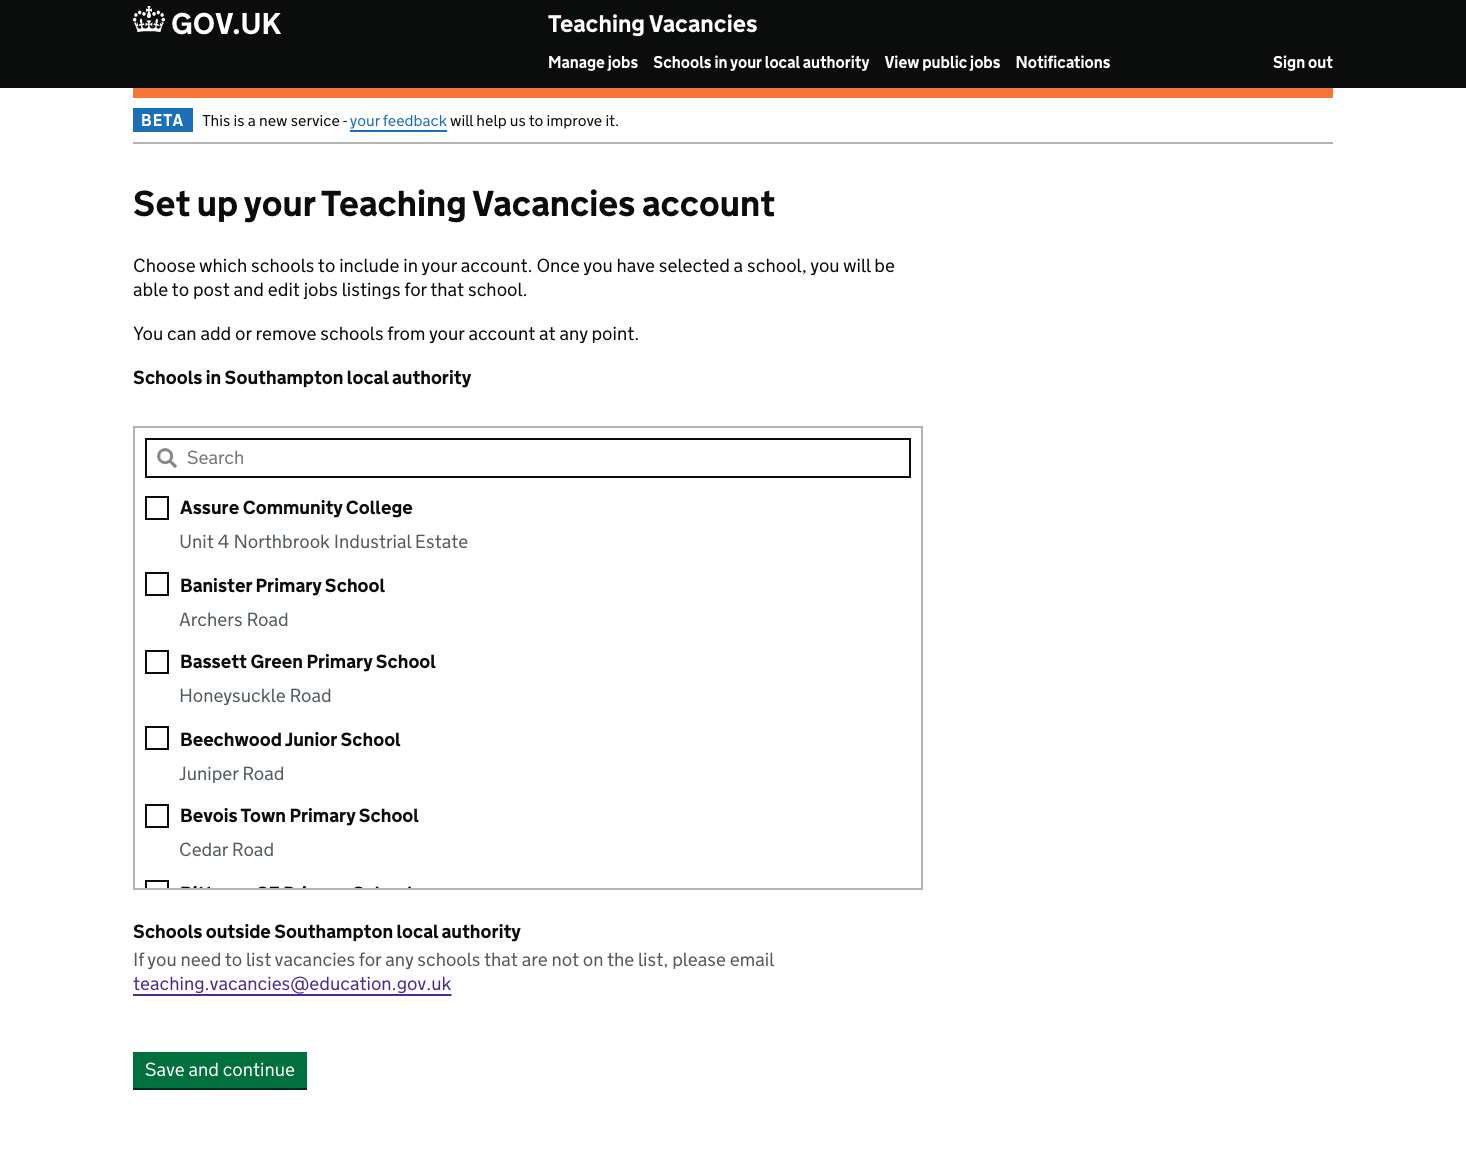 GOV.UK
Teaching Vacancies
Manage jobs Schools in your local authority View public jobs Notifications Sign out
BETA This is a new service - your feedback will help us to improve it.
Set up your Teaching Vacancies account
Choose which schools to include in your account. Once you have selected a school, you will be
able to post and edit jobs listings for that school.
You can add or remove schools from your account at any point.
Schools in Southampton local authority
Search
Assure Community College
Unit 4 Northbrook Industrial Estate
Banister Primary School
Archers Road
Bassett Green Primary School
Honeysuckle Road
Beechwood Junior School
Juniper Road
Bevois Town Primary School
Cedar Road
Schools outside Southampton local authority
If you need to list vacancies for any schools that are not on the list, please email
teaching.vacancies@education.gov.uk
Save and continue